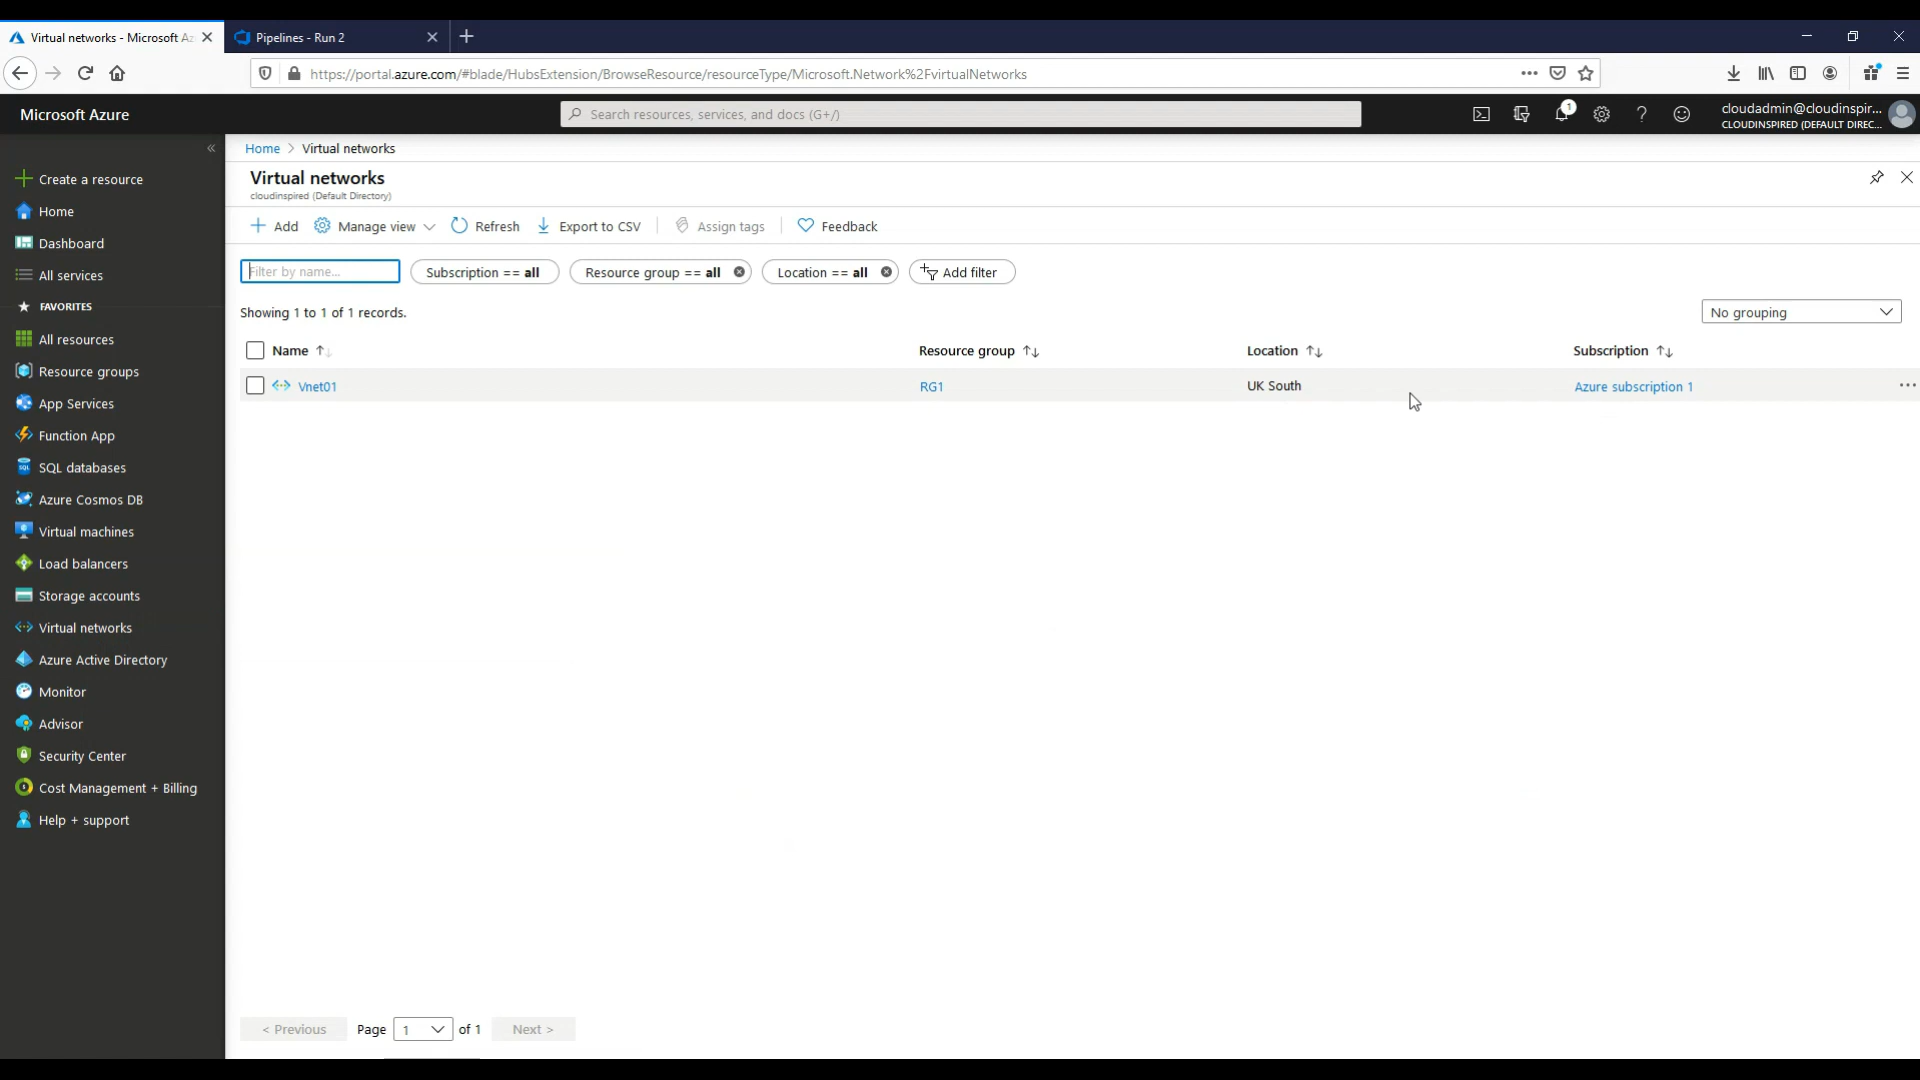 Virtual networks - Microsoft Az
Pipelines - Run 2
https://portal.azure.com/#blade/HubsExtension/BrowseResource/resourceType/Microsoft.Network%2FvirtualNetworks
Microsoft Azure
Search resources, services, and docs (G+/)
1
cloudadmin@cloudinspir...
CLOUDINSPIRED (DEFAULT DIREC...
Create a resource
Home
Dashboard
All services
FAVORITES
All resources
Resource groups
App Services
Function App
SQL databases
Azure Cosmos DB
Virtual machines
Load balancers
Storage accounts
Virtual networks
Azure Active Directory
Monitor
Advisor
Security Center
Cost Management + Billing
Help + support
Home > Virtual networks
Virtual networks
cloudinspired (Default Directory)
Add Manage view Refresh Export to CSV Assign tags Feedback
Filter by name... Subscription == all Resource group == all Location == all Add filter
Showing 1 to 1 of 1 records. No grouping
Name Resource group Location Subscription
Vnet01 RG1 UK South Azure subscription 1
< Previous Page 1 of 1 Next >